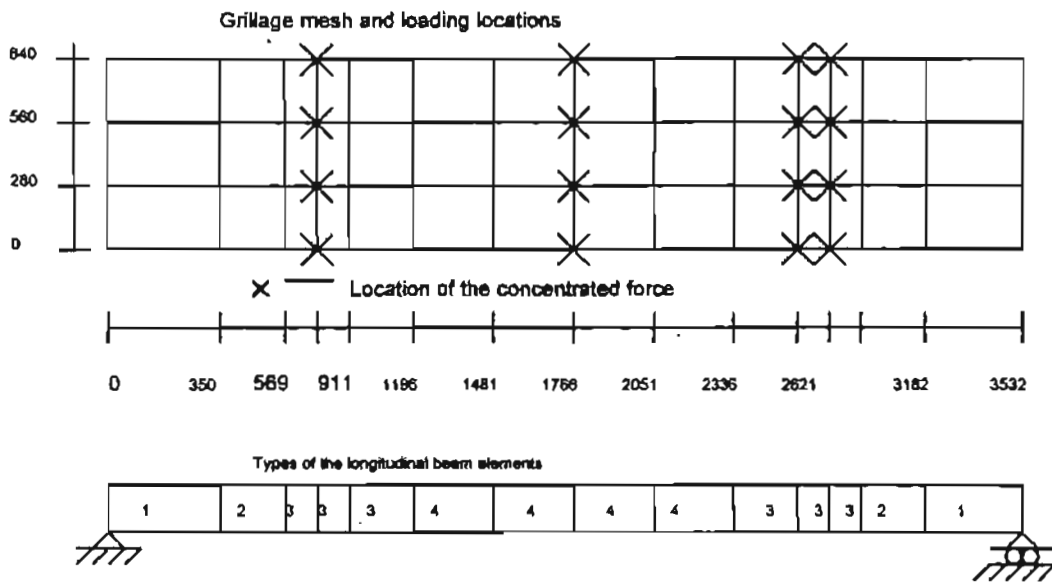 Grillage mesh and loading locations
640
560
280
0
Location of the concentrated force
0 350 569 911 1196 1481 1766 2051 2336 2621 3182 3532
Types of the longitudinal beam elements
1 2 3 3 3 4 4 4 4 3 3 3 2 1